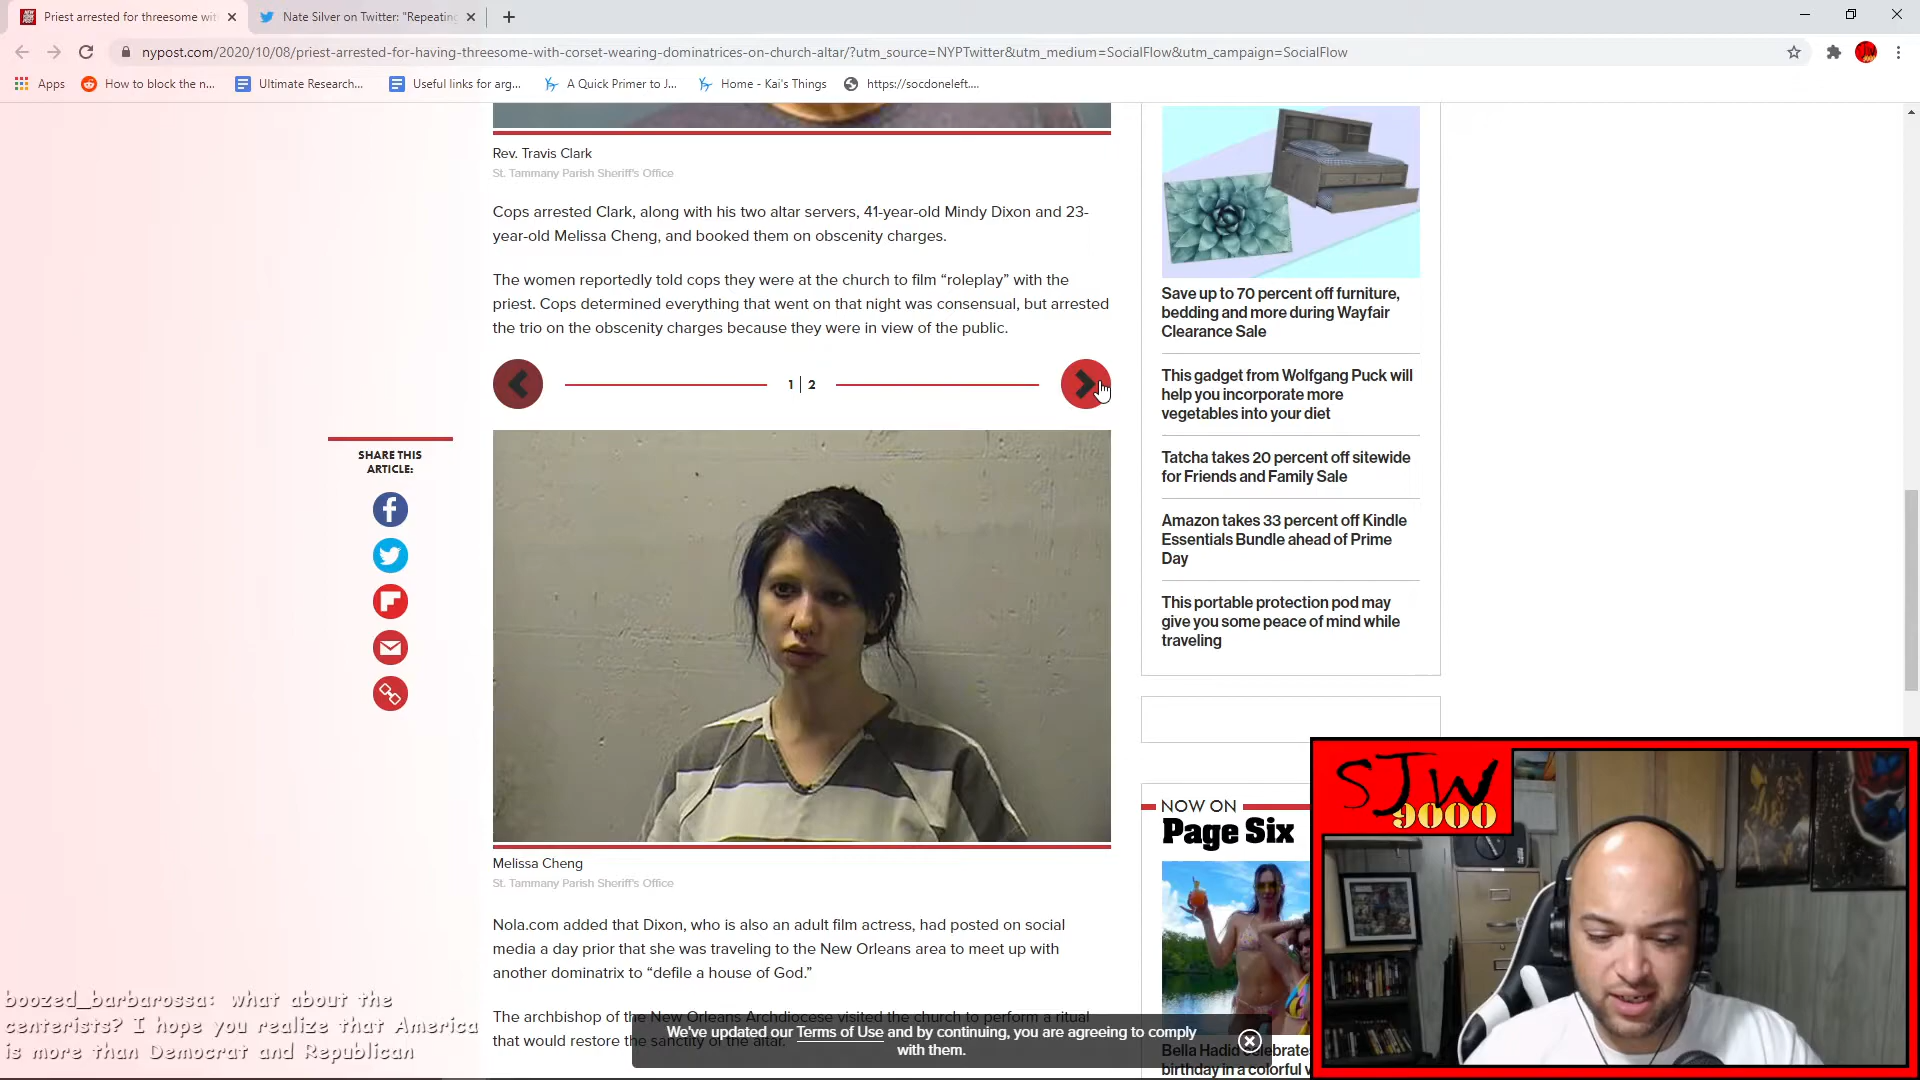 Priest arrested for threesome wit
Nate Silver on Twitter: "Repeating
nypost.com/2020/10/08/priest-arrested-for-having-threesome-with-corset-wearing-dominatrices-on-church-altar/?utm_source=NYPTwitter&utm_medium=SocialFlow&utm_campaign=SocialFlow
Apps
How to block the n...
Ultimate Research...
Useful links for arg...
A Quick Primer to J...
Home - Kai's Things
https://socdoneleft....
Rev. Travis Clark
St. Tammany Parish Sheriff's Office
Cops arrested Clark, along with his two altar servers, 41-year-old Mindy Dixon and 23-
year-old Melissa Cheng, and booked them on obscenity charges.
The women reportedly told cops they were at the church to film “roleplay” with the
priest. Cops determined everything that went on that night was consensual, but arrested
the trio on the obscenity charges because they were in view of the public.
1 | 2
SHARE THIS
ARTICLE:
Melissa Cheng
St. Tammany Parish Sheriff's Office
Nola.com added that Dixon, who is also an adult film actress, had posted on social
media a day prior that she was traveling to the New Orleans area to meet up with
another dominatrix to “defile a house of God.”
The archbishop of the New Orleans Archdiocese visited the church to perform a ritual
that would restore the sanctity of the altar.
Save up to 70 percent off furniture,
bedding and more during Wayfair
Clearance Sale
This gadget from Wolfgang Puck will
help you incorporate more
vegetables into your diet
Tatcha takes 20 percent off sitewide
for Friends and Family Sale
Amazon takes 33 percent off Kindle
Essentials Bundle ahead of Prime
Day
This portable protection pod may
give you some peace of mind while
traveling
NOW ON
Page Six
Bella Hadid celebrate
birthday in a colorful
We've updated our Terms of Use and by continuing, you are agreeing to comply
with them.
boozed_barbarossa: what about the
centerists? I hope you realize that America
is more than Democrat and Republican
SJW
9000